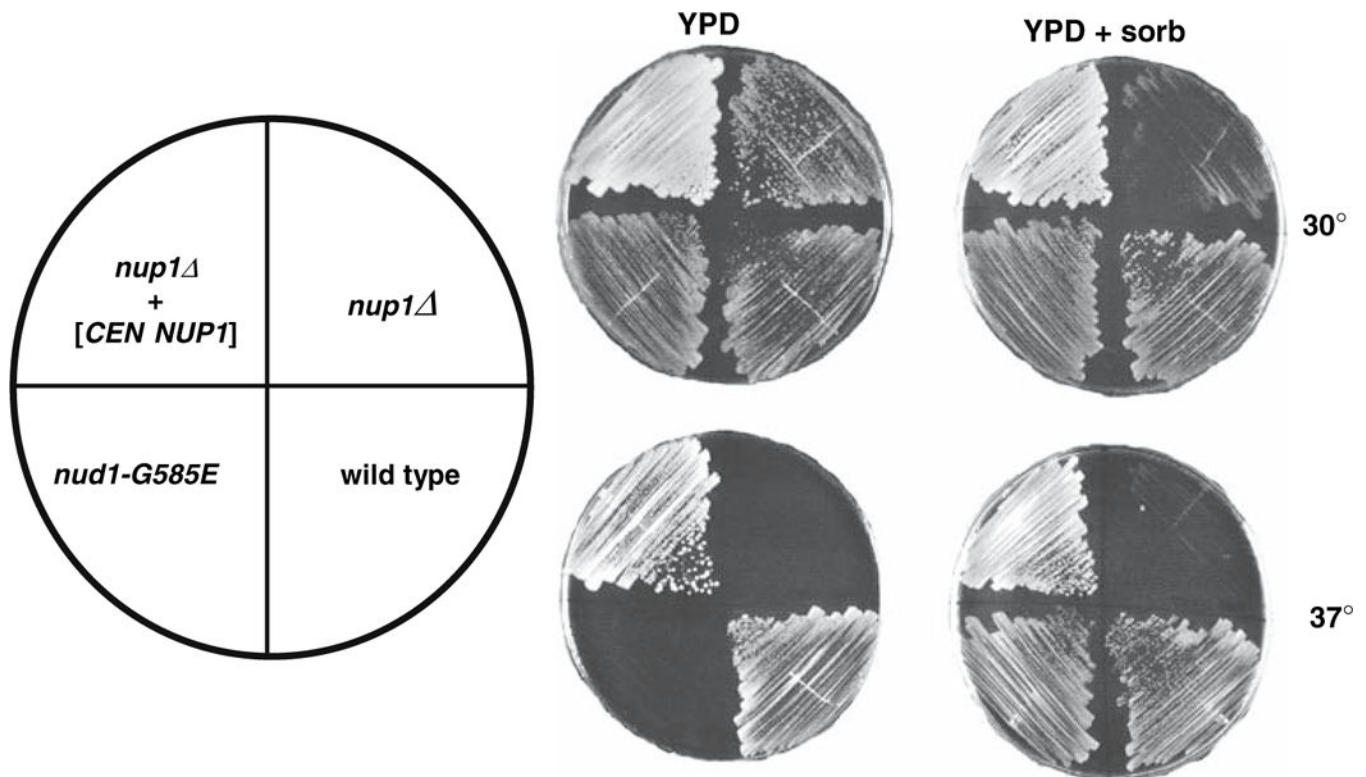 YPD
YPD + sorb
nup1Δ
+
[CEN NUP1]
nup1Δ
30°
nud1-G585E
wild type
37°